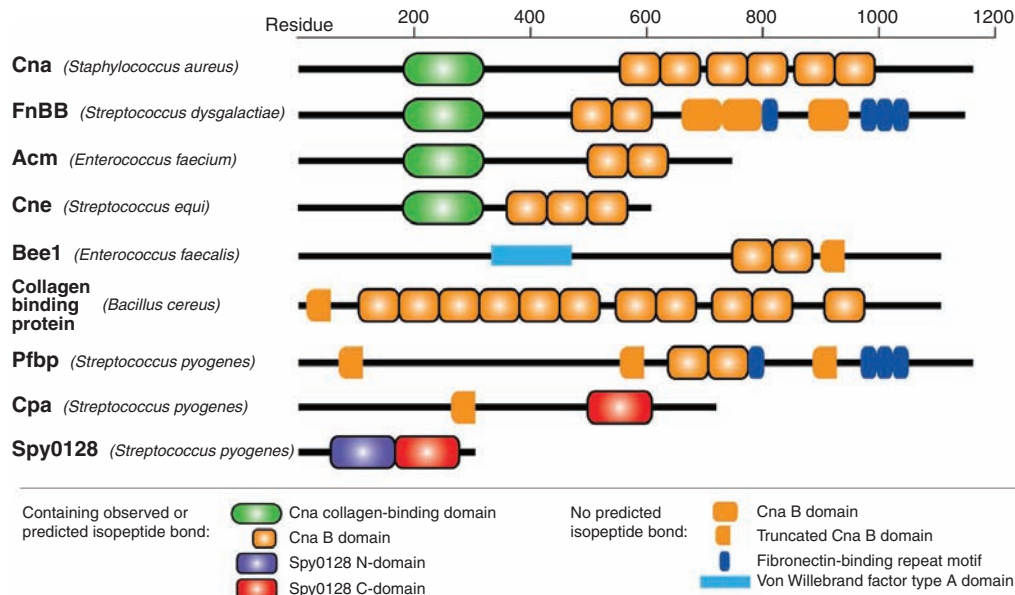 Residue 200 400 600 800 1000 1200
Cna (Staphylococcus aureus)
FnBB (Streptococcus dysgalactiae)
Acm (Enterococcus faecium)
Cne (Streptococcus equi)
Bee1 (Enterococcus faecalis)
Collagen
binding
protein (Bacillus cereus)
Pfbp (Streptococcus pyogenes)
Cpa (Streptococcus pyogenes)
Spy0128 (Streptococcus pyogenes)
Containing observed or
predicted isopeptide bond:
Cna collagen-binding domain
Cna B domain
Spy0128 N-domain
Spy0128 C-domain
No predicted
isopeptide bond:
Cna B domain
Truncated Cna B domain
Fibronectin-binding repeat motif
Von Willebrand factor type A domain